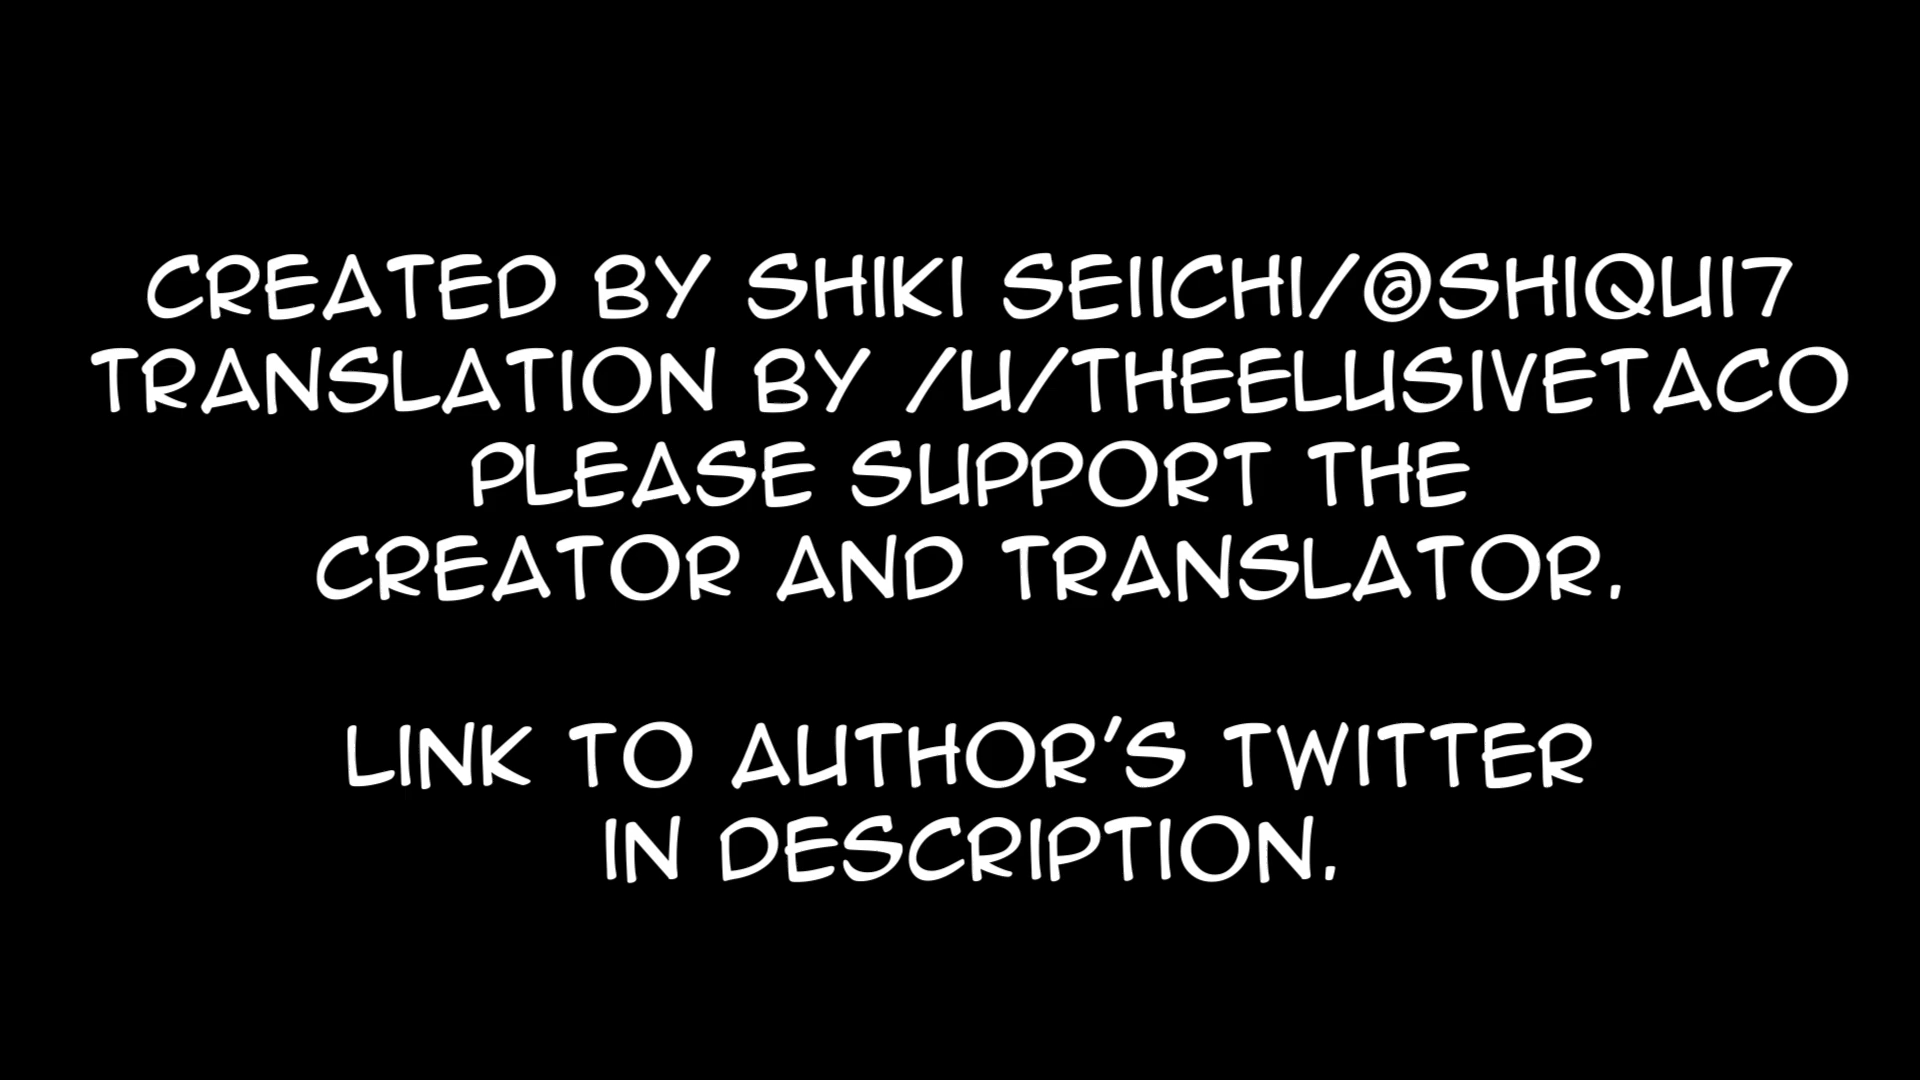 CREATED BY SHIKI SEIICHI/@SHIQUI7
TRANSLATION BY /U/THEELUSIVETACO
PLEASE SUPPORT THE
CREATOR AND TRANSLATOR.
LINK TO AUTHOR'S TWITTER
IN DESCRIPTION.